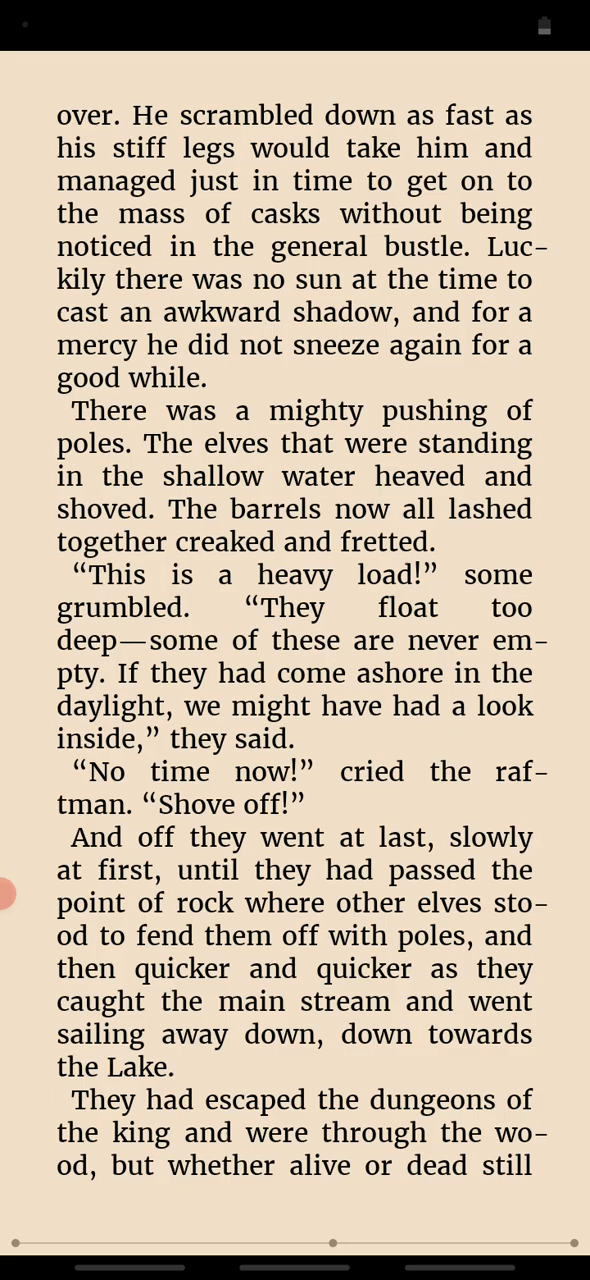 over. He scrambled down as fast as
his stiff legs would take him and
managed just in time to get on to
the mass of casks without being
noticed in the general bustle. Luc-
kily there was no sun at the time to
cast an awkward shadow, and for a
mercy he did not sneeze again for a
good while.
There was a mighty pushing of
poles. The elves that were standing
in the shallow water heaved and
shoved. The barrels now all lashed
together creaked and fretted.
“This is a heavy load!” some
grumbled. “They float too
deep—some of these are never em-
pty. If they had come ashore in the
daylight, we might have had a look
inside,” they said.
“No time now!” cried the raf-
tman. “Shove off!”
And off they went at last, slowly
at first, until they had passed the
point of rock where other elves sto-
od to fend them off with poles, and
then quicker and quicker as they
caught the main stream and went
sailing away down, down towards
the Lake.
They had escaped the dungeons of
the king and were through the wo-
od, but whether alive or dead still